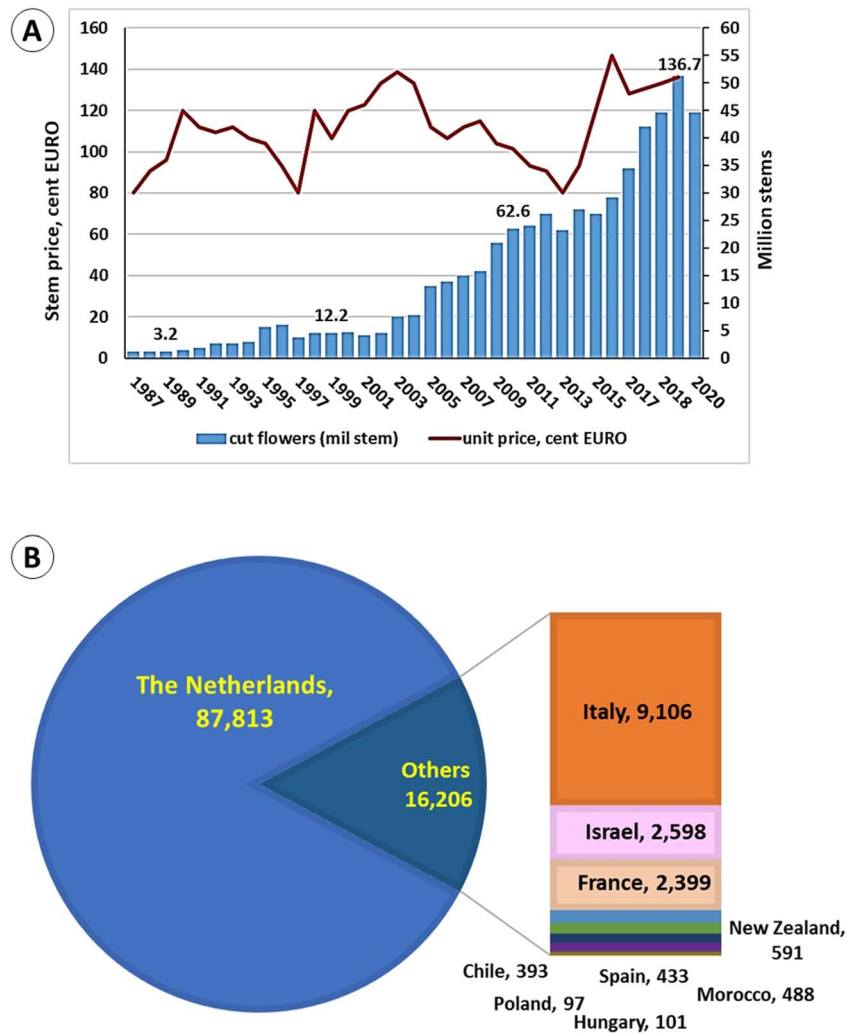 A
160
140
120
100
80
60
40
20
0
Stem price, cent EURO
60
55
50
45
40
35
30
25
20
15
10
5
0
Million stems
3.2
12.2
62.6
136.7
1987
1989
1991
1993
1995
1997
1999
2001
2003
2005
2007
2009
2011
2013
2015
2017
2018
2020
cut flowers (mil stem)
unit price, cent EURO
B
The Netherlands,
87,813
Others
16,206
Italy, 9,106
Israel, 2,598
France, 2,399
New Zealand,
591
Chile, 393
Spain, 433
Morocco, 488
Poland, 97
Hungary, 101